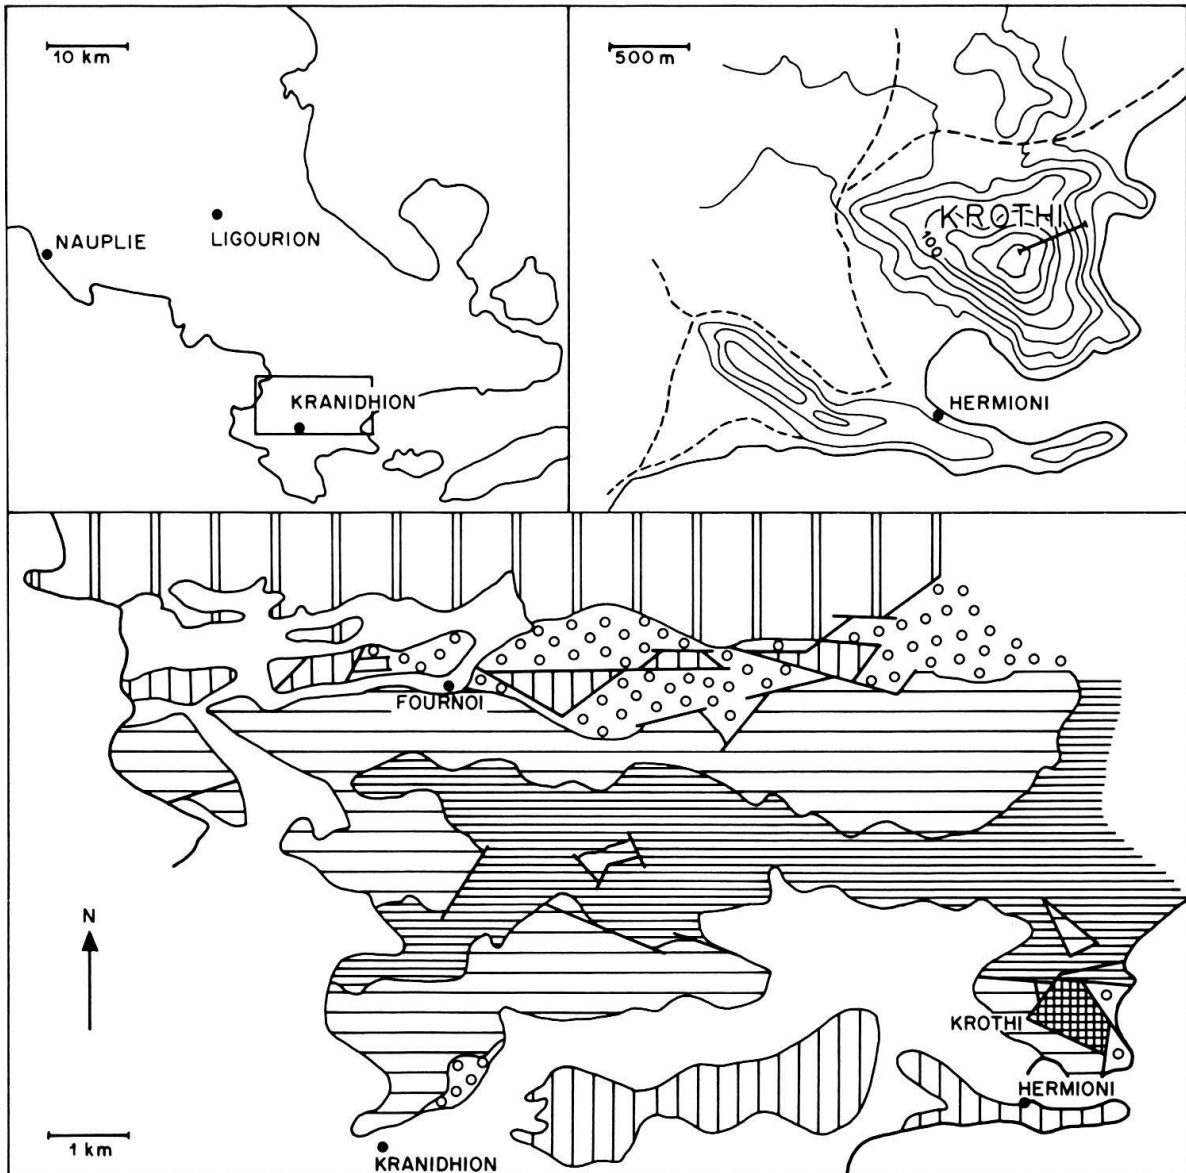 10 km
NAUPLIE
LIGOURION
KRANIDHION
500 m
KROTHI
100
HERMIONI
FOURNOI
N
KROTHI
HERMIONI
1 km
KRANIDHION